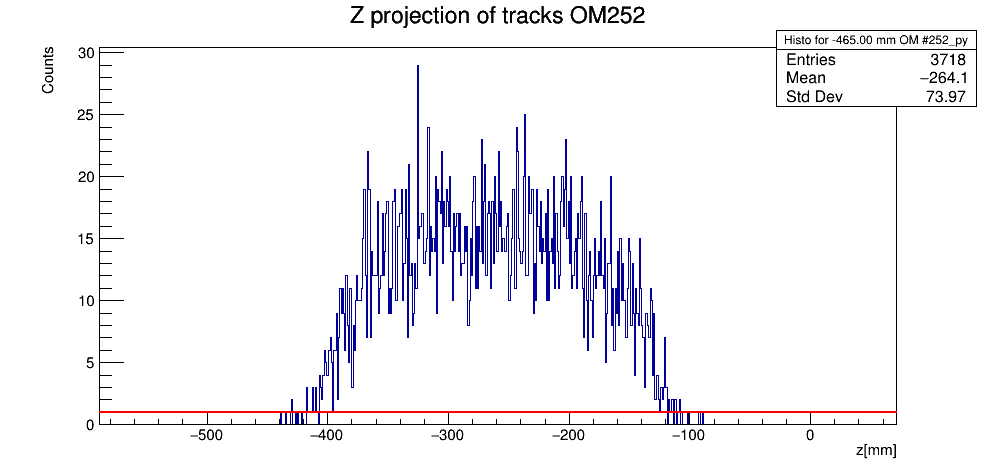 Z projection of tracks OM252
Histo for -465.00 mm OM #252_py
Entries 3718
Mean −264.1
Std Dev 73.97
Counts
30
25
20
15
10
5
0
−500 −400 −300 −200 −100 0
z[mm]